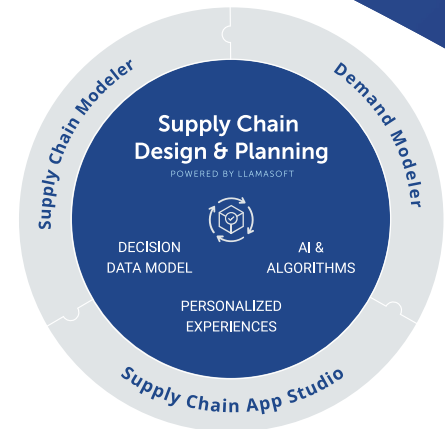 Supply Chain Modeler
Demand Modeler
Supply Chain
Design & Planning
POWERED BY LLAMASOFT
DECISION
DATA MODEL
AI &
ALGORITHMS
PERSONALIZED
EXPERIENCES
Supply Chain App Studio